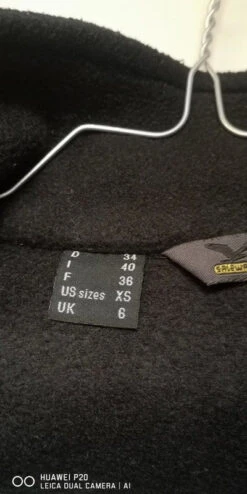 D 34
I 40
F 36
US sizes XS
UK 6
SALEWA
HUAWEI P20
LEICA DUAL CAMERA | AI